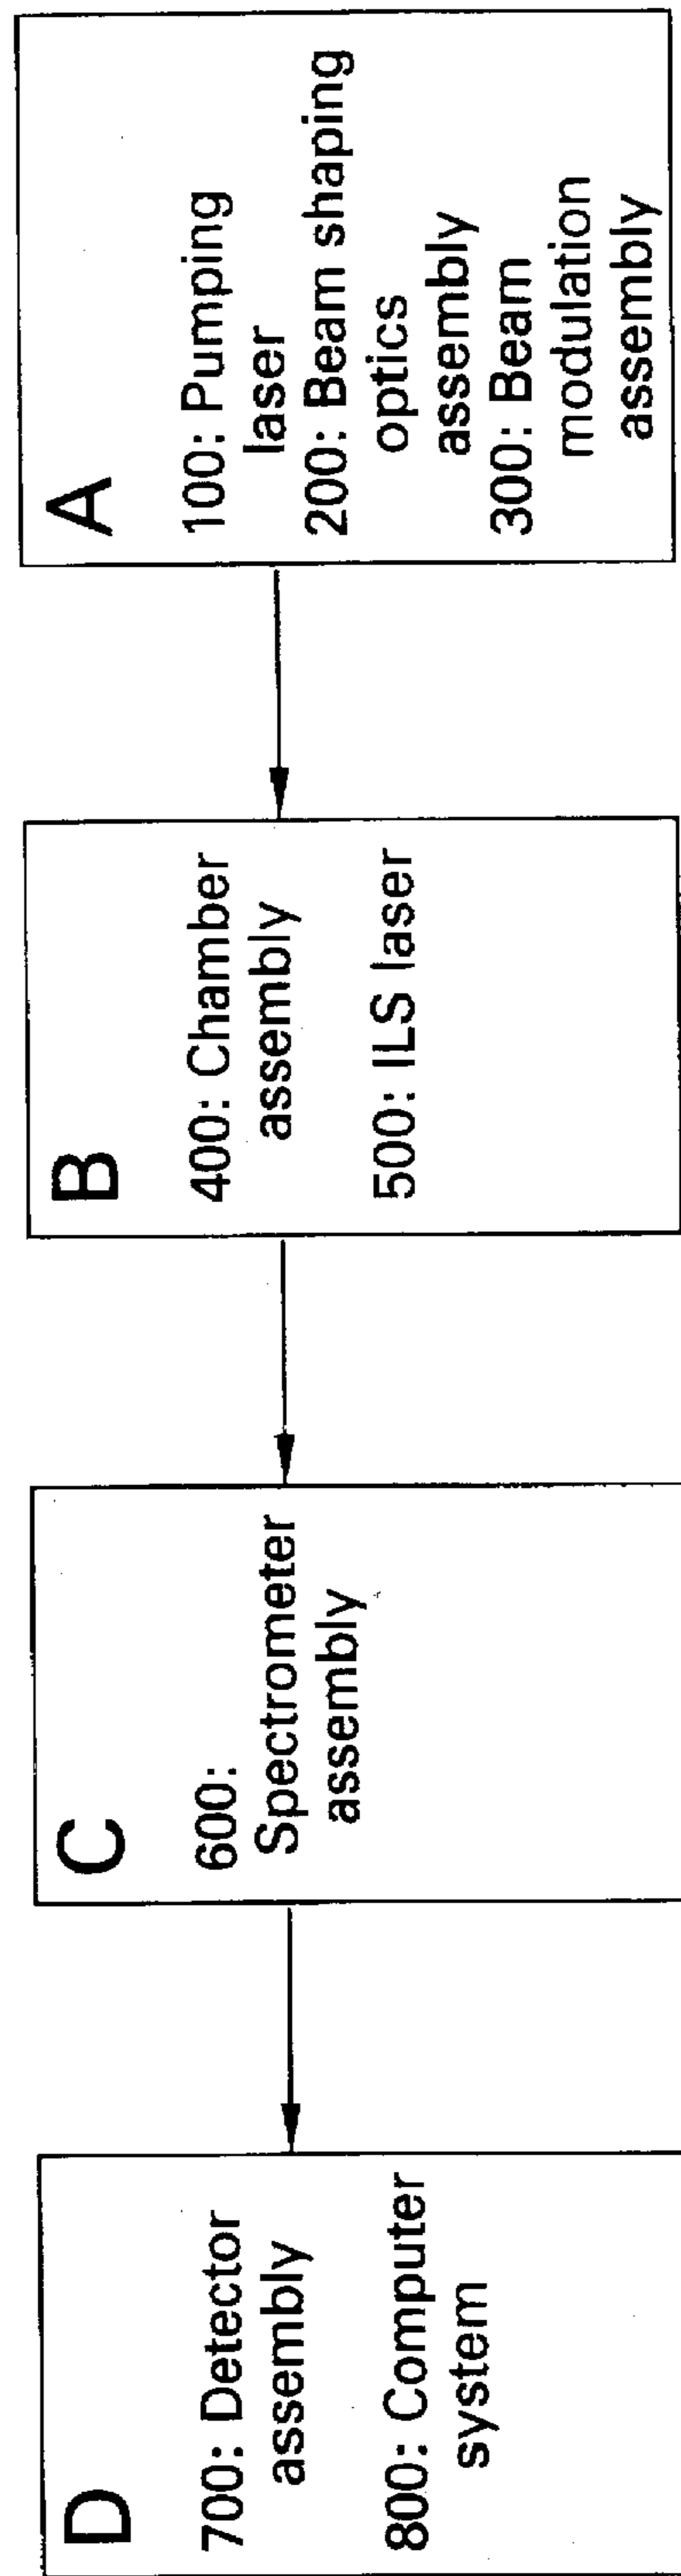 D
700: Detector
assembly
800: Computer
system
C
600:
Spectrometer
assembly
B
400: Chamber
assembly
500: ILS laser
A
100: Pumping
laser
200: Beam shaping
optics
assembly
300: Beam
modulation
assembly